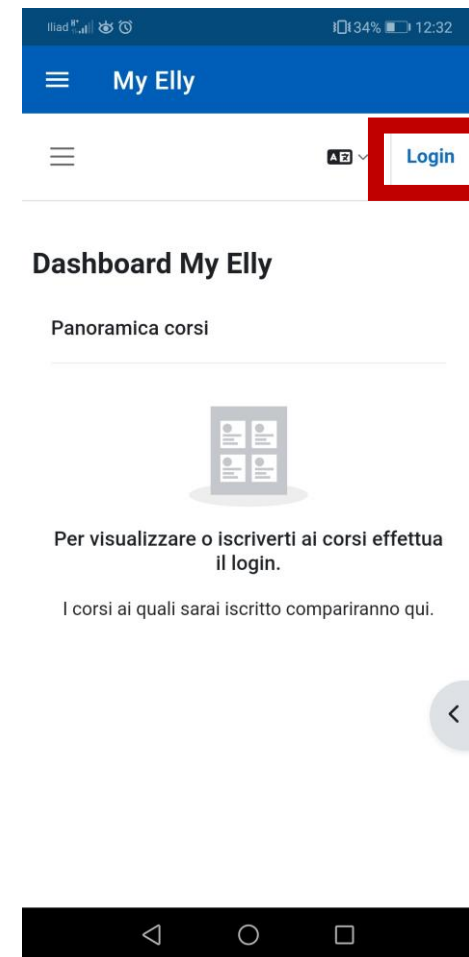 Iliad 34% 12:32
My Elly
Login
Dashboard My Elly
Panoramica corsi
Per visualizzare o iscriverti ai corsi effettua
il login.
I corsi ai quali sarai iscritto compariranno qui.